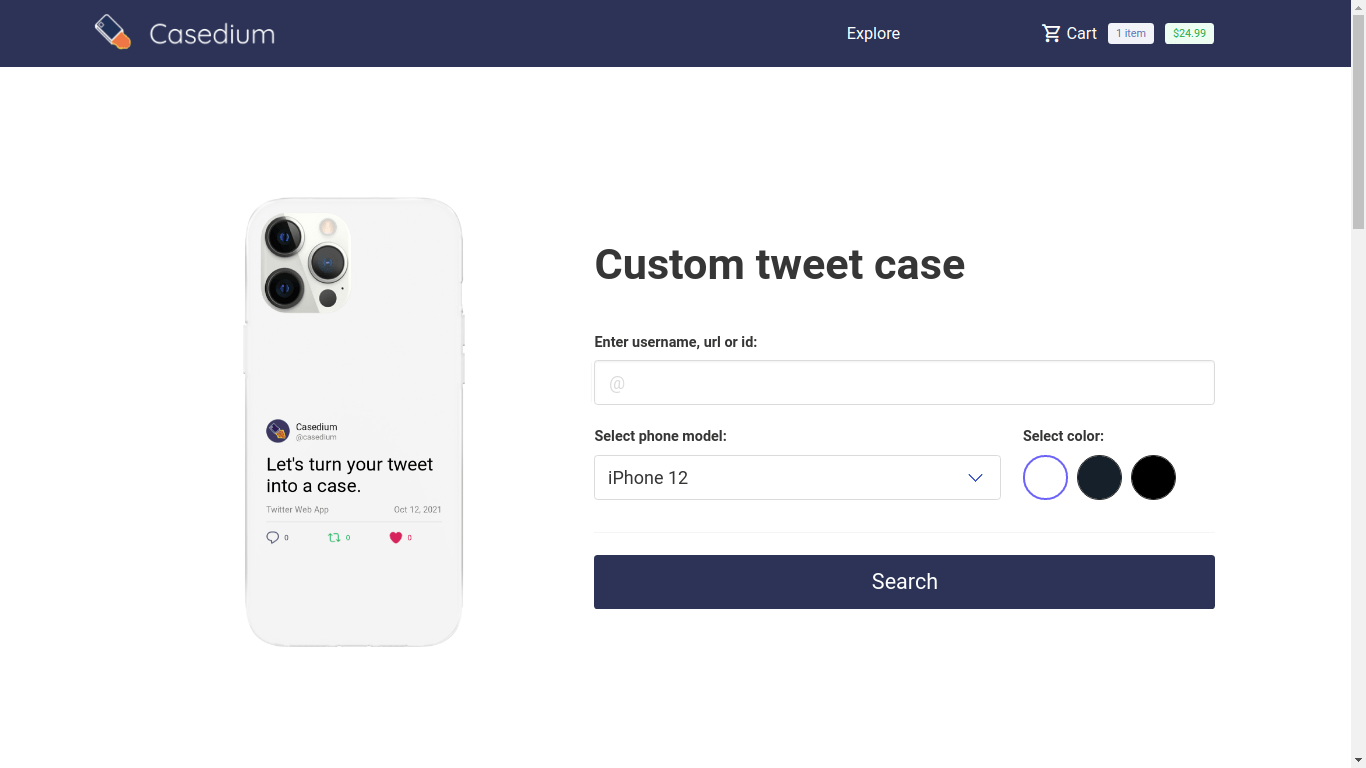 Casedium
Explore
Cart
1 item
$24.99
Custom tweet case
Enter username, url or id:
@
Select phone model:
Select color:
iPhone 12
Search
Casedium
@casedium
Let's turn your tweet
into a case.
Twitter Web App
Oct 12, 2021
0
0
0